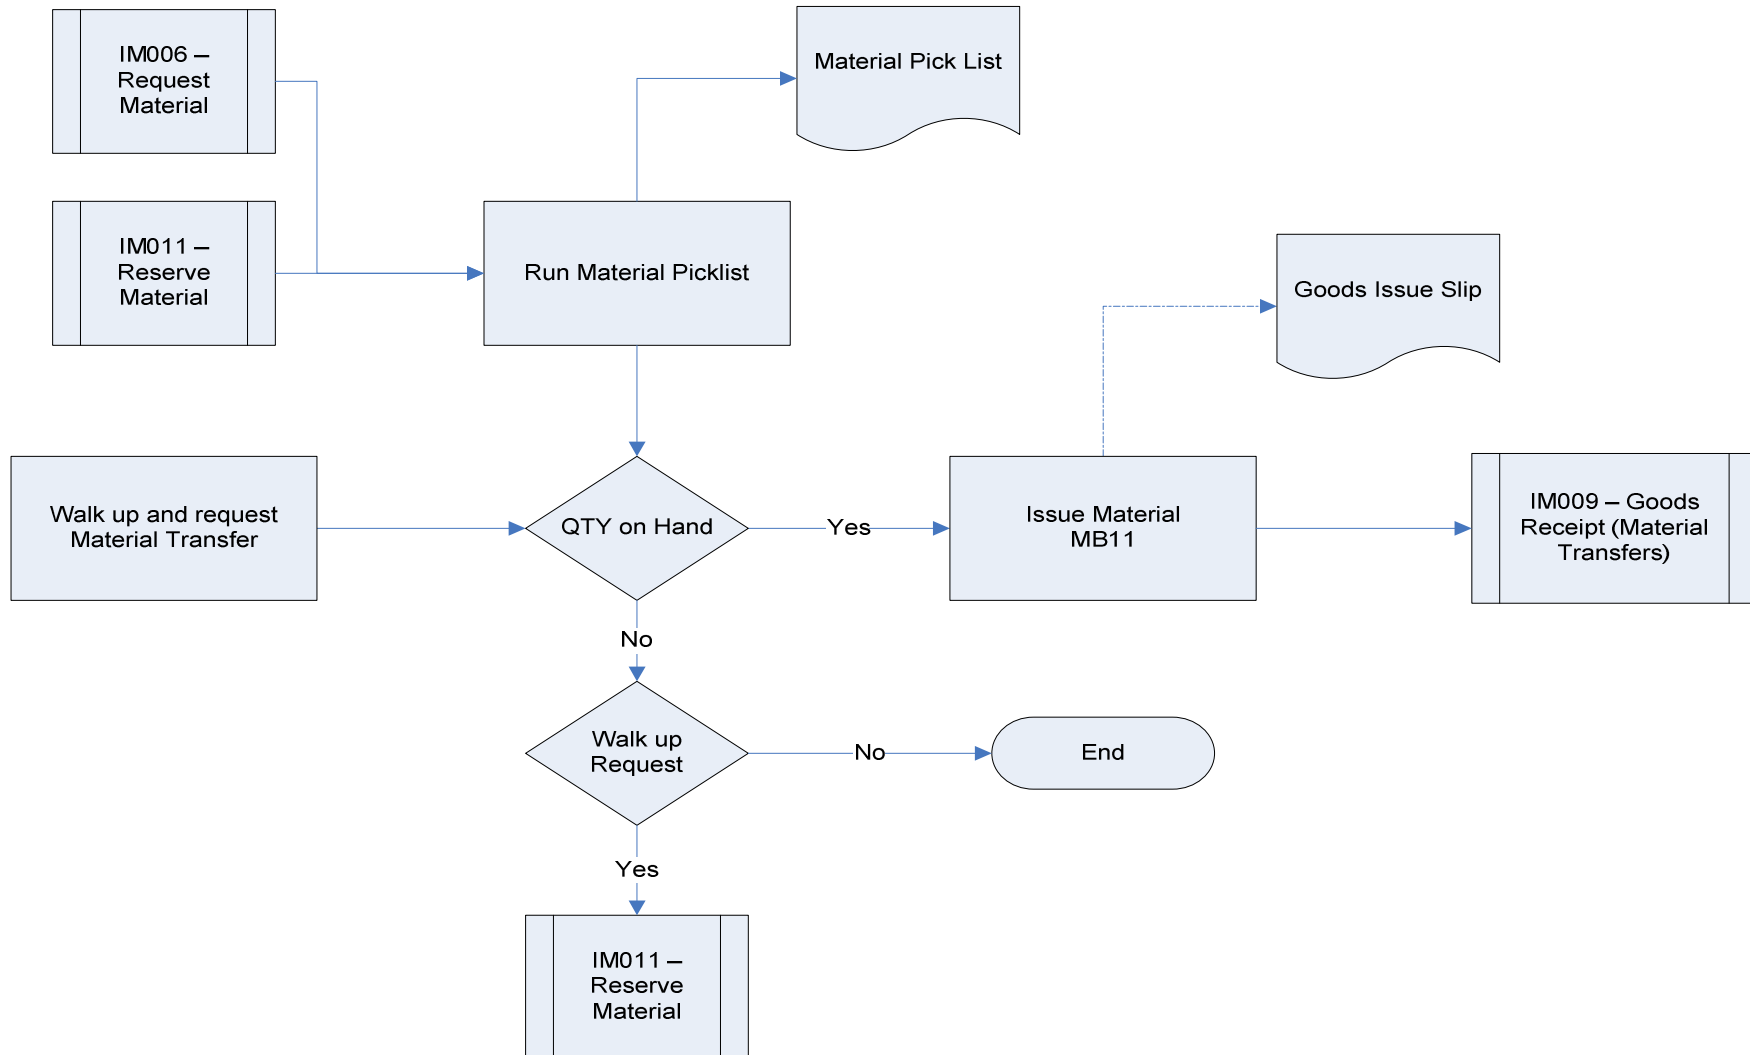 IM006 –
Request
Material
Material Pick List
IM011 –
Reserve
Material
Run Material Picklist
Goods Issue Slip
Walk up and request
Material Transfer
QTY on Hand
Yes
Issue Material
MB11
IM009 – Goods
Receipt (Material
Transfers)
No
Walk up
Request
No
End
Yes
IM011 –
Reserve
Material